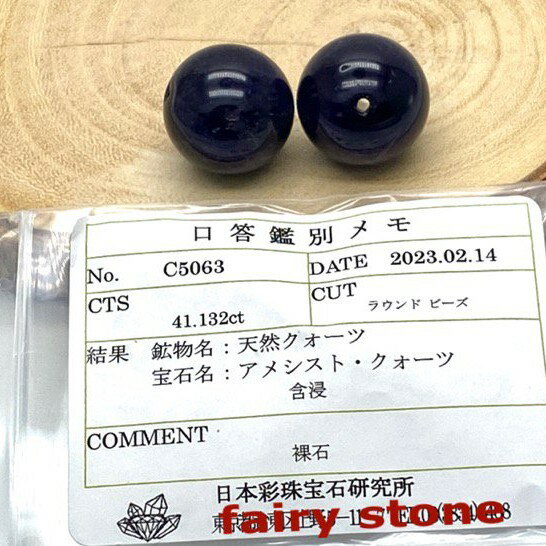 口答鑑別メモ
No. C5063 DATE 2023.02.14
CTS 41.132ct CUT ラウンド ビーズ
結果 鉱物名：天然クォーツ
宝石名：アメシスト・クォーツ
含浸
COMMENT 裸石
日本彩珠宝石研究所
fairy stone